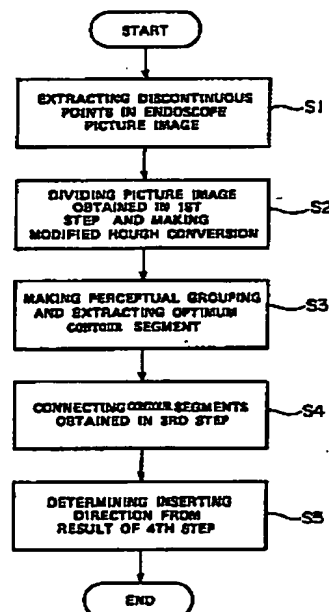 START
EXTRACTING DISCONTINUOUS
POINTS IN ENDOSCOPE
PICTURE IMAGE
S1
DIVIDING PICTURE IMAGE
OBTAINED IN 1ST
STEP AND MAKING
MODIFIED HOUGH CONVERSION
S2
MAKING PERCEPTUAL GROUPING
AND EXTRACTING OPTIMUM
CONTOUR SEGMENT
S3
CONNECTING CONTOUR SEGMENTS
OBTAINED IN 3RD STEP
S4
DETERMINING INSERTING
DIRECTION FROM
RESULT OF 4TH STEP
S5
END